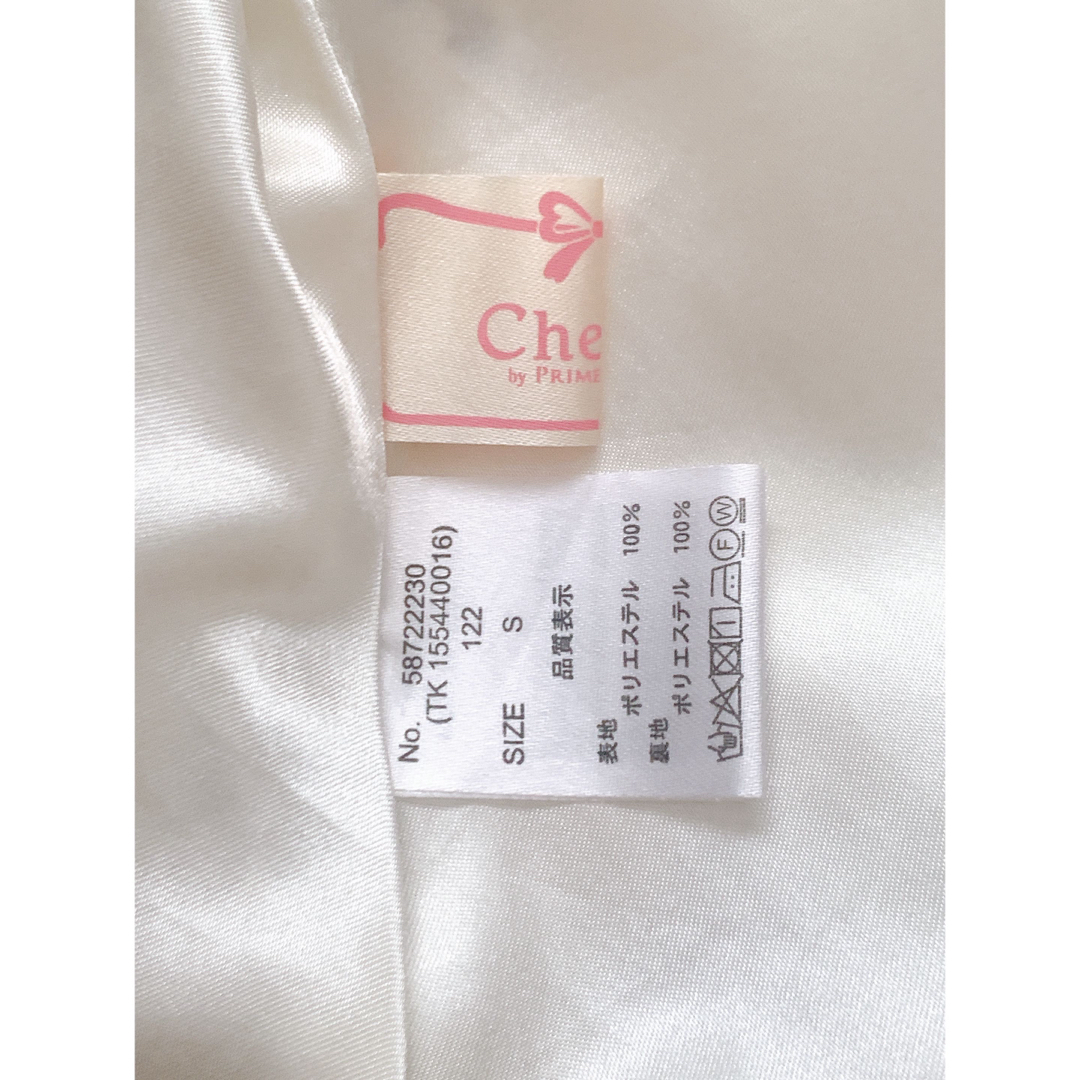 Che
by PRIME
No. 58722230
(TK 155440016)
122
SIZE S
品質表示
表地
ポリエステル 100%
裏地
ポリエステル 100%
F W